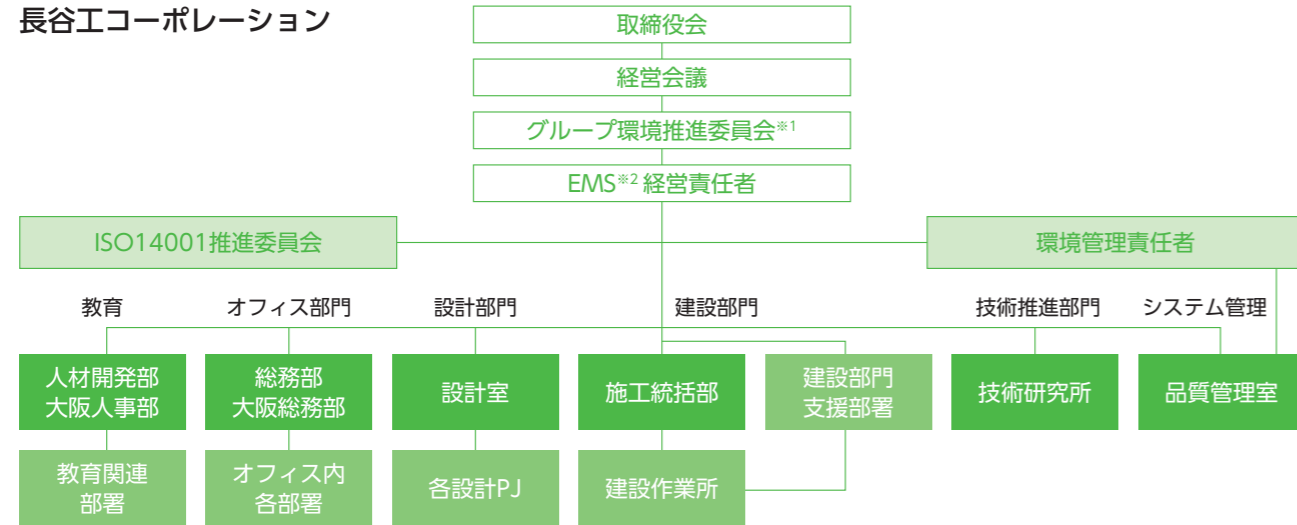 長谷工コーポレーション
取締役会
経営会議
グループ環境推進委員会※1
EMS※2 経営責任者
ISO14001推進委員会
環境管理責任者
教育
オフィス部門
設計部門
建設部門
技術推進部門
システム管理
人材開発部
大阪人事部
総務部
大阪総務部
設計室
施工統括部
建設部門
支援部署
技術研究所
品質管理室
教育関連
部署
オフィス内
各部署
各設計PJ
建設作業所